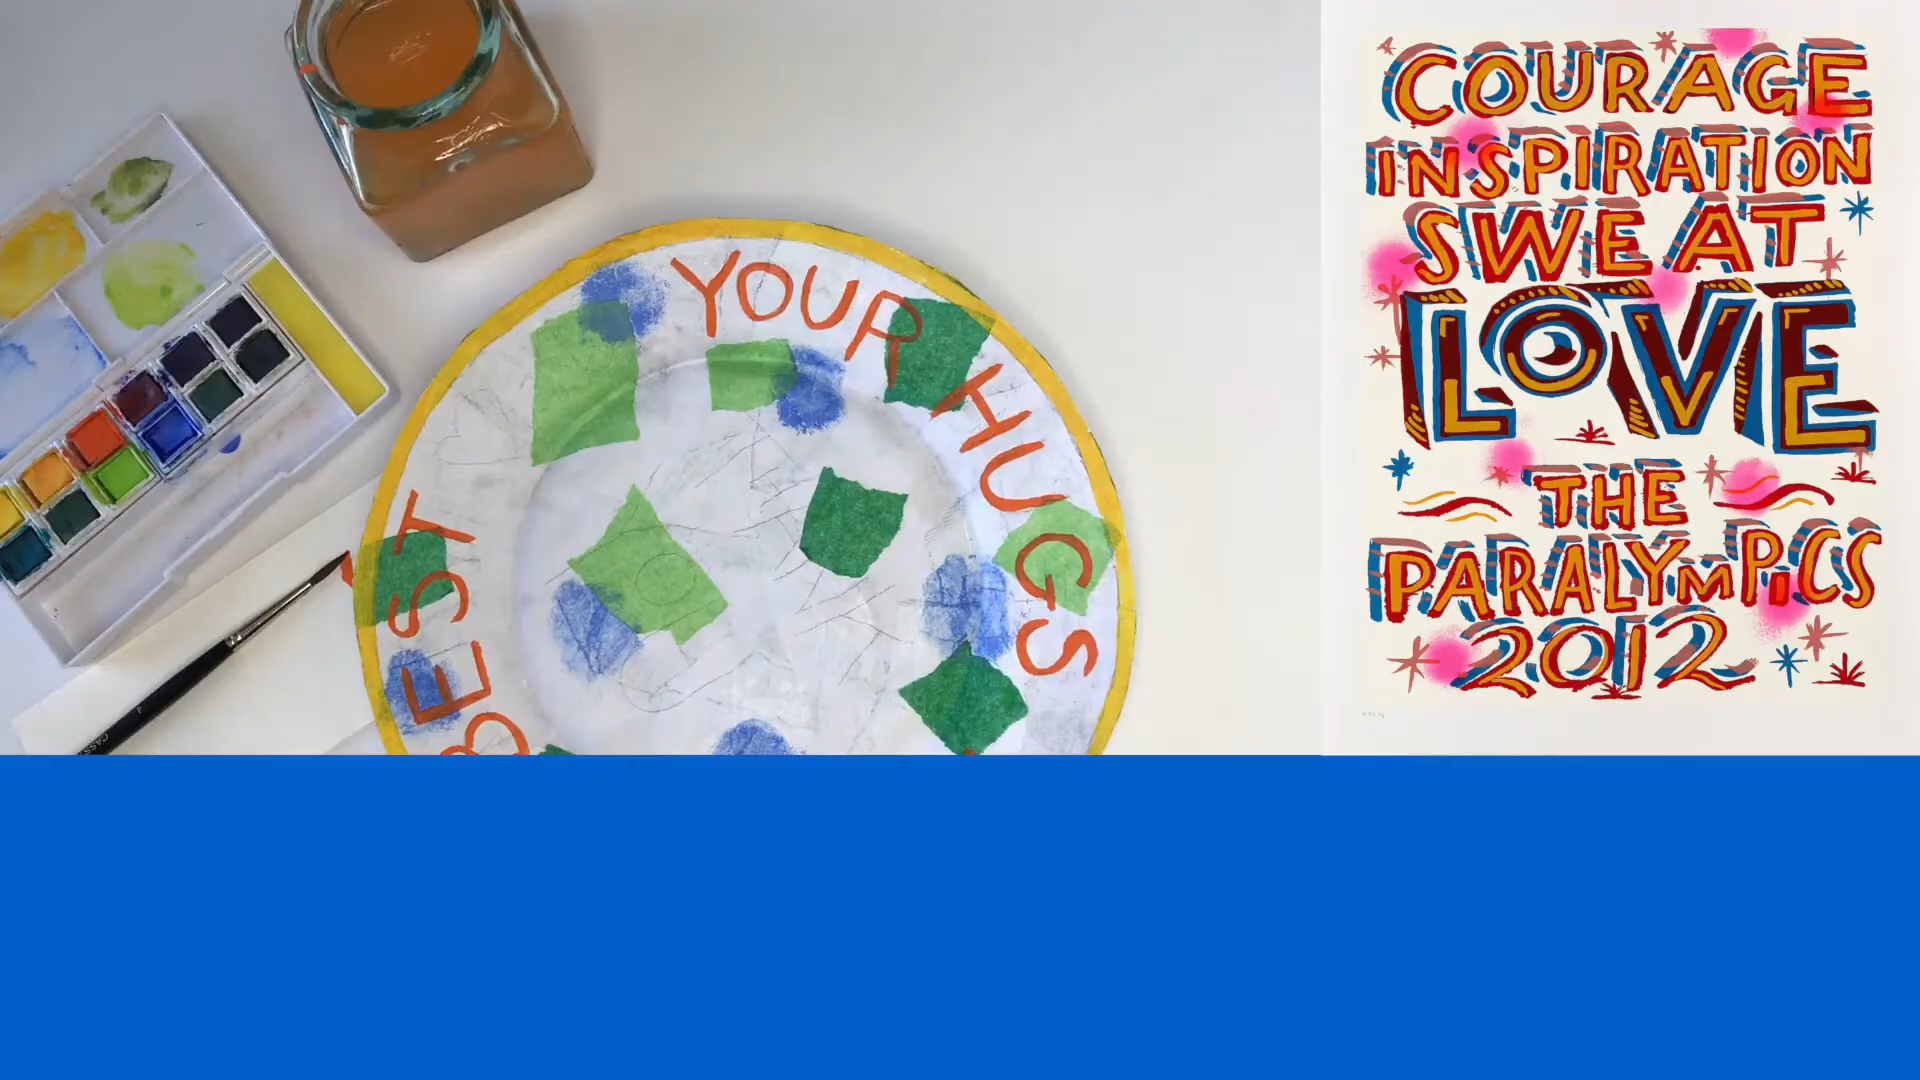 YOUR HUGS
BEST
COURAGE
INSPIRATION
SWEAT
LOVE
THE
PARALYMPiCS
2012